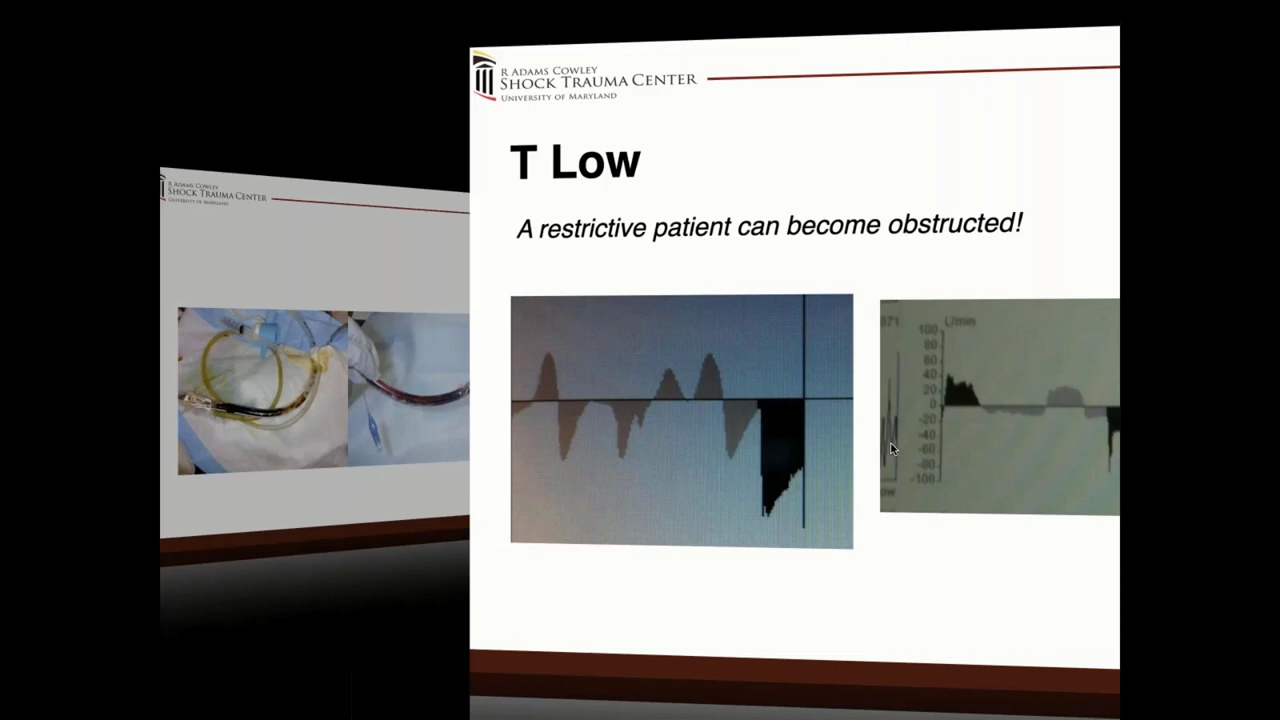 R ADAMS COWLEY
SHOCK TRAUMA CENTER
UNIVERSITY OF MARYLAND
R ADAMS COWLEY
SHOCK TRAUMA CENTER
UNIVERSITY OF MARYLAND
T Low
A restrictive patient can become obstructed!
L/min
100
80
60
40
20
0
-20
-40
-60
-80
-100